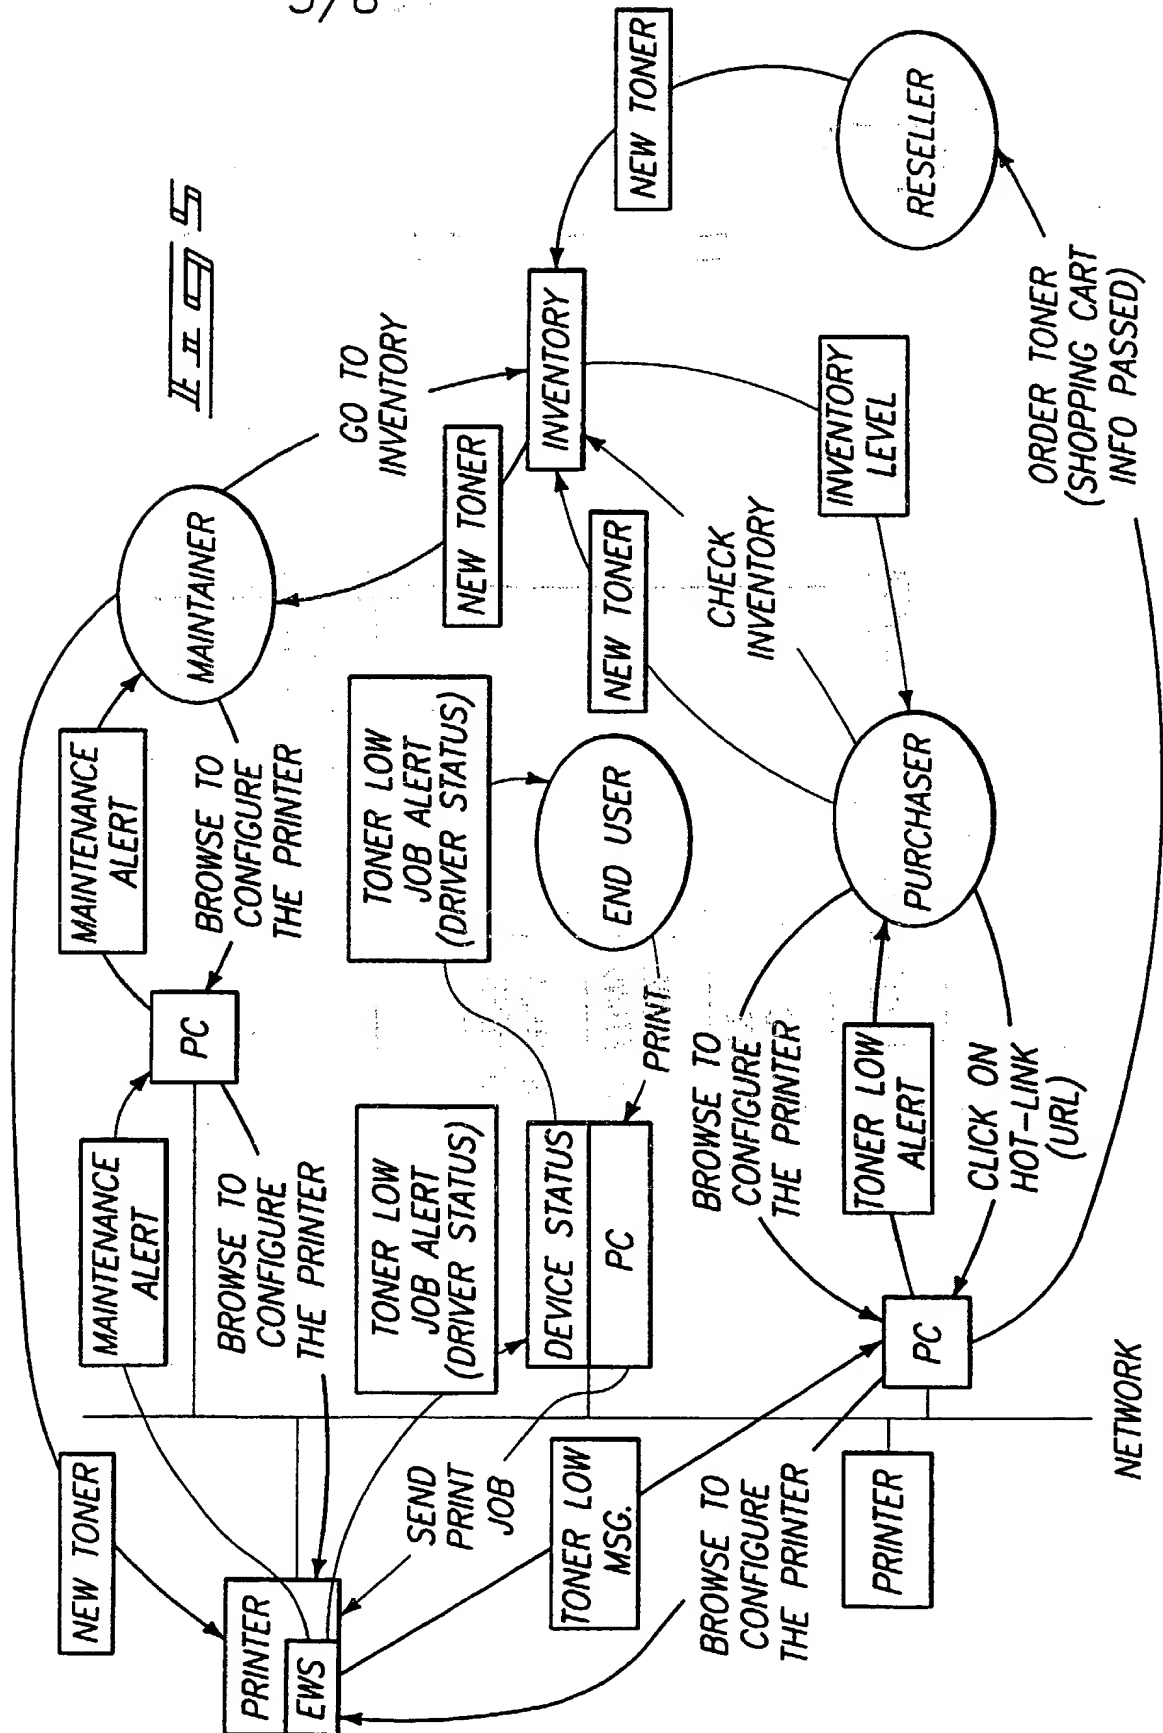 5/6
FIG 5
NEW TONER
MAINTENANCE
ALERT
PC
MAINTENANCE
ALERT
MAINTAINER
GO TO
INVENTORY
NEW TONER
PRINTER
EWS
BROWSE TO
CONFIGURE
THE PRINTER
BROWSE TO
CONFIGURE
THE PRINTER
NEW TONER
INVENTORY
SEND
PRINT
JOB
TONER LOW
JOB ALERT
(DRIVER STATUS)
TONER LOW
JOB ALERT
(DRIVER STATUS)
DEVICE STATUS
PC
PRINT
END USER
NEW TONER
CHECK
INVENTORY
INVENTORY
LEVEL
RESELLER
TONER LOW
MSG.
BROWSE TO
CONFIGURE
THE PRINTER
BROWSE TO
CONFIGURE
THE PRINTER
PRINTER
PC
TONER LOW
ALERT
PURCHASER
CLICK ON
HOT-LINK
(URL)
ORDER TONER
(SHOPPING CART
INFO PASSED)
NETWORK